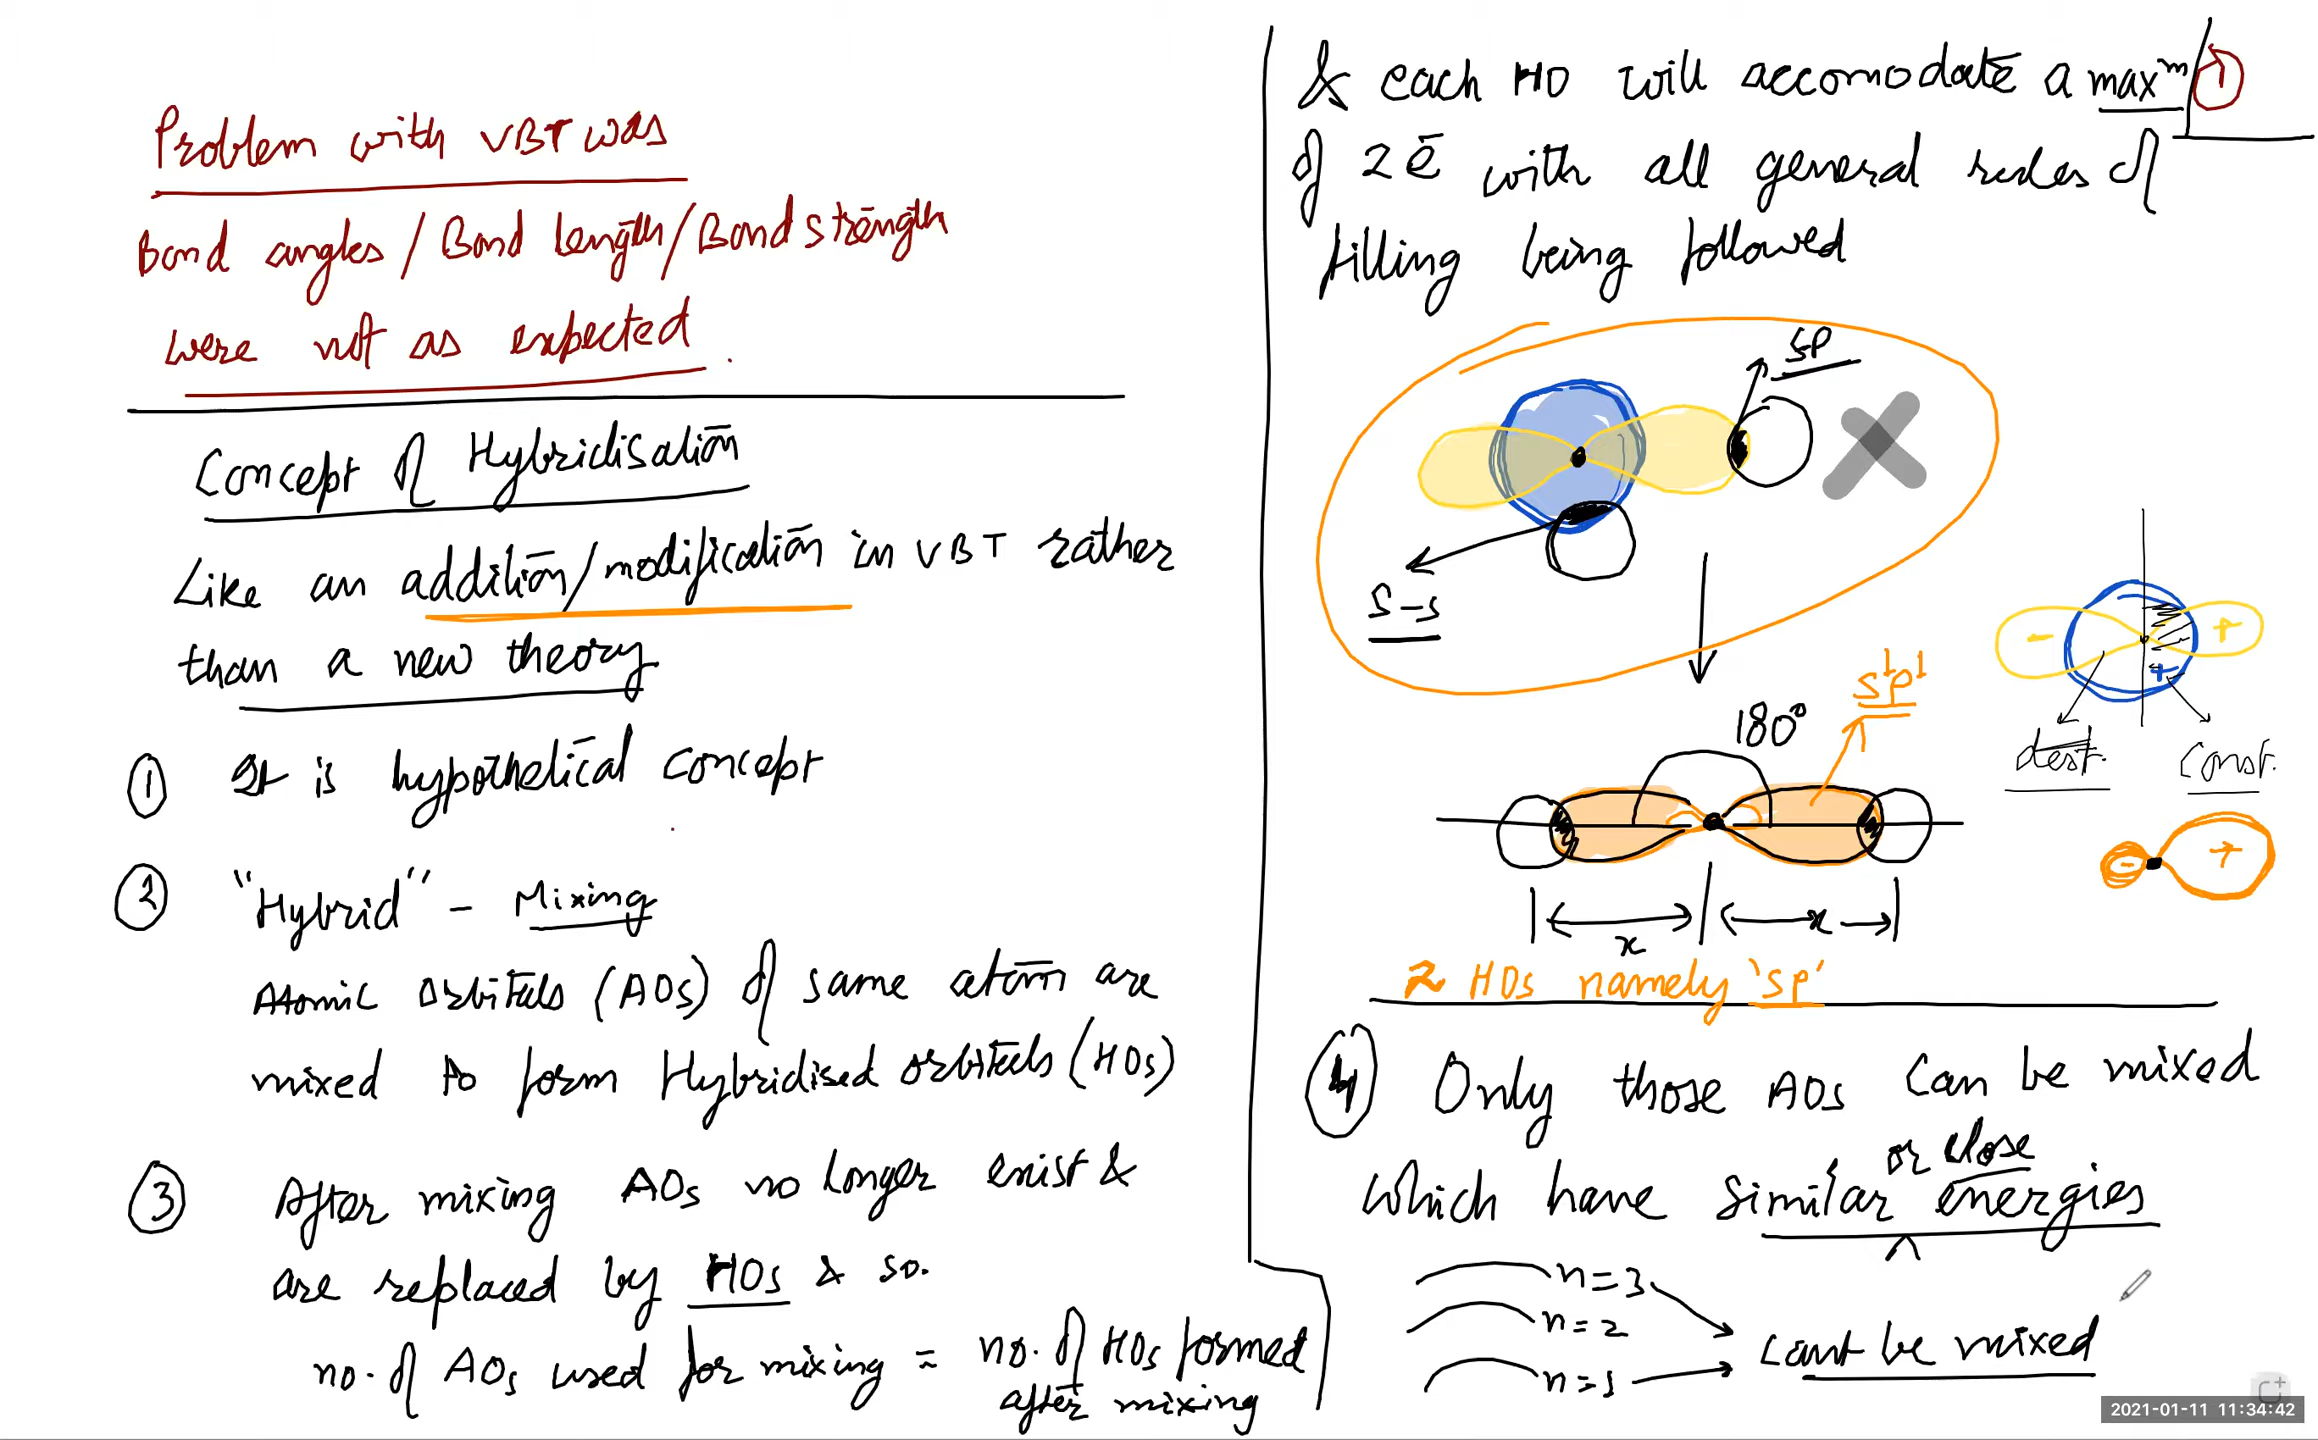 Problem with VBT was
Bond angles / Bond length / Bond strength
were not as expected.
Concept of Hybridisation
Like an addition/modification in VBT rather
than a new theory
① It is hypothetical concept
② "Hybrid" - Mixing
Atomic orbitals (AOs) of same atom are
mixed to form Hybridised orbitals (HOs)
③ After mixing AOs no longer exist &
are replaced by HOs & so.
no. of AOs used for mixing = no. of HOs formed
after mixing
& each HO will accomodate a maxᵐ
of 2ē with all general rules of
filling being followed
1
sp
s-s
s¹p¹
180°
- + +
dest. const.
- +
x x
2 HOs namely 'sp'
④ Only those AOs can be mixed
or close
which have similar energies
n=3
n=2
n=1
cant be mixed
2021-01-11 11:34:42